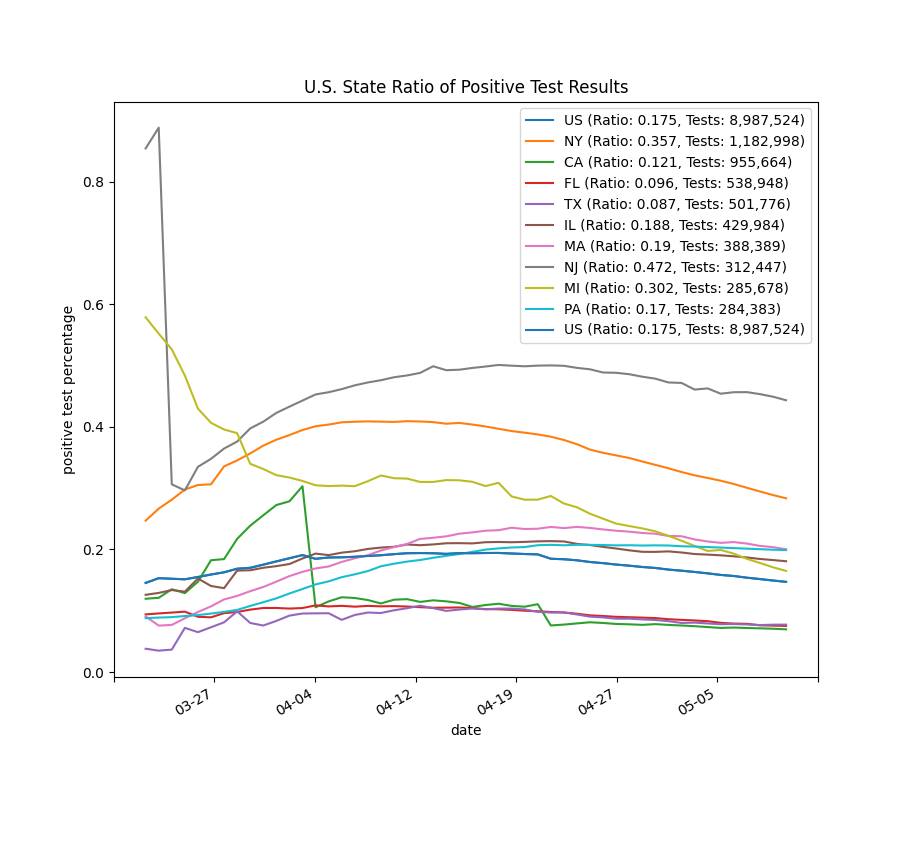 U.S. State Ratio of Positive Test Results
US (Ratio: 0.175, Tests: 8,987,524)
NY (Ratio: 0.357, Tests: 1,182,998)
CA (Ratio: 0.121, Tests: 955,664)
FL (Ratio: 0.096, Tests: 538,948)
TX (Ratio: 0.087, Tests: 501,776)
IL (Ratio: 0.188, Tests: 429,984)
MA (Ratio: 0.19, Tests: 388,389)
NJ (Ratio: 0.472, Tests: 312,447)
MI (Ratio: 0.302, Tests: 285,678)
PA (Ratio: 0.17, Tests: 284,383)
US (Ratio: 0.175, Tests: 8,987,524)
positive test percentage
0.8
0.6
0.4
0.2
0.0
03-27
04-04
04-12
04-19
04-27
05-05
date